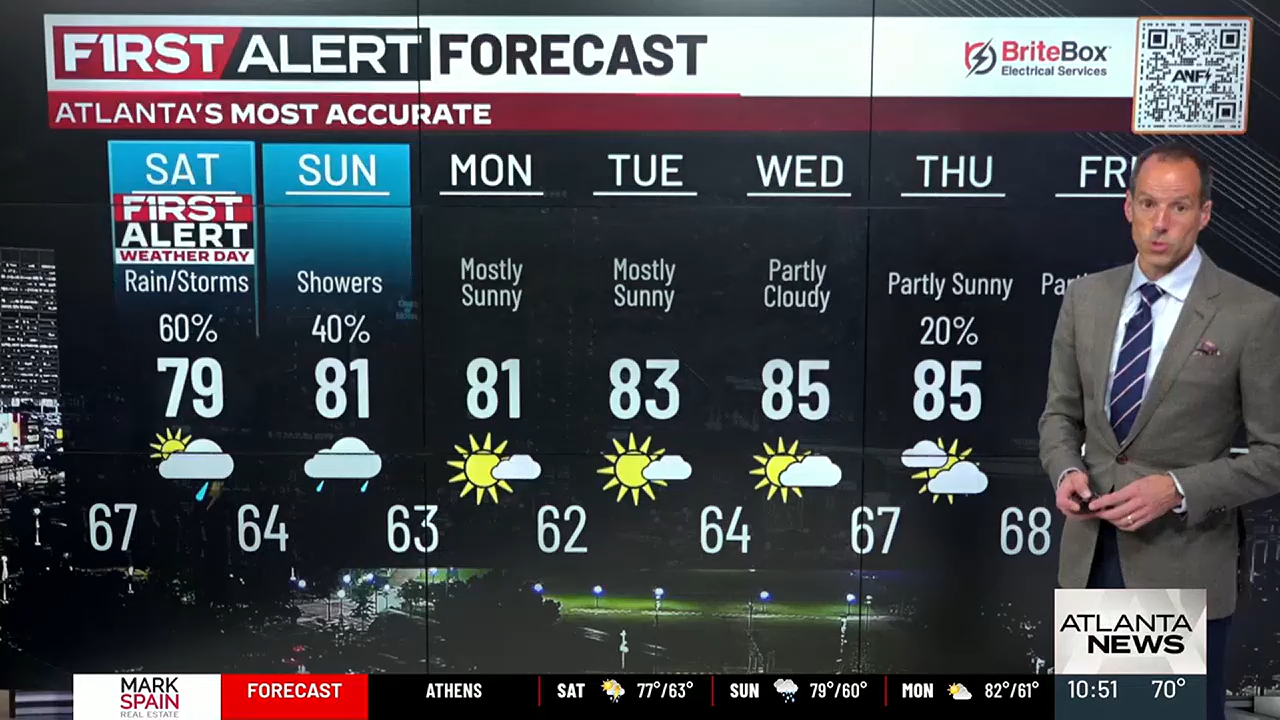 F1RST ALERT FORECAST
BriteBox
Electrical Services
ANF
ATLANTA'S MOST ACCURATE
SAT SUN MON TUE WED THU FRI
F1RST
ALERT
WEATHER DAY
Rain/Storms Showers Mostly Sunny Mostly Sunny Partly Cloudy Partly Sunny
60% 40% 20%
79 81 81 83 85 85
67 64 63 62 64 67 68
ATLANTA
NEWS
MARK
SPAIN
REAL ESTATE
FORECAST ATHENS SAT 77°/63° SUN 79°/60° MON 82°/61° 10:51 70°